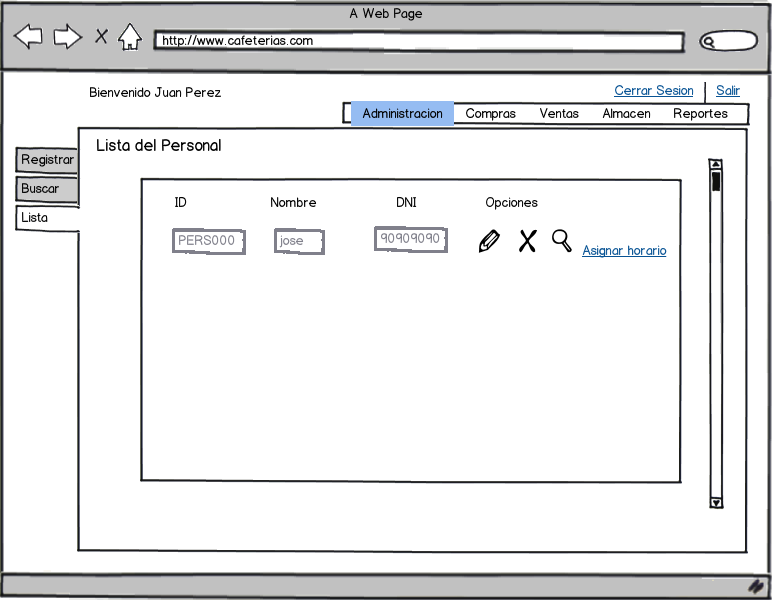 A Web Page
http://www.cafeterias.com
Bienvenido Juan Perez
Cerrar Sesion
Salir
Administracion Compras Ventas Almacen Reportes
Lista del Personal
Registrar
Buscar
Lista
ID Nombre DNI Opciones
PERS000 jose 90909090 Asignar horario